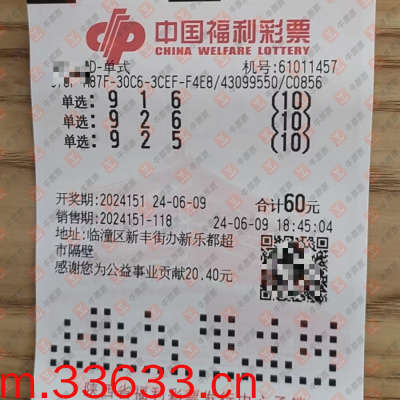 中国福利彩票
CHINA WELFARE LOTTERY
D-单式 机号:61011457
87F-30C6-3CEF-F4E8/43099550/C0856
单选: 9 1 6 (10)
单选: 9 2 6 (10)
单选: 9 2 5 (10)
开奖期:2024151 24-06-09 合计60元
销售期:2024151-118 24-06-09 18:45:04
地址:临潼区新丰街办新乐都超
市隔壁
感谢您为公益事业贡献20.40元
m.33633.cn